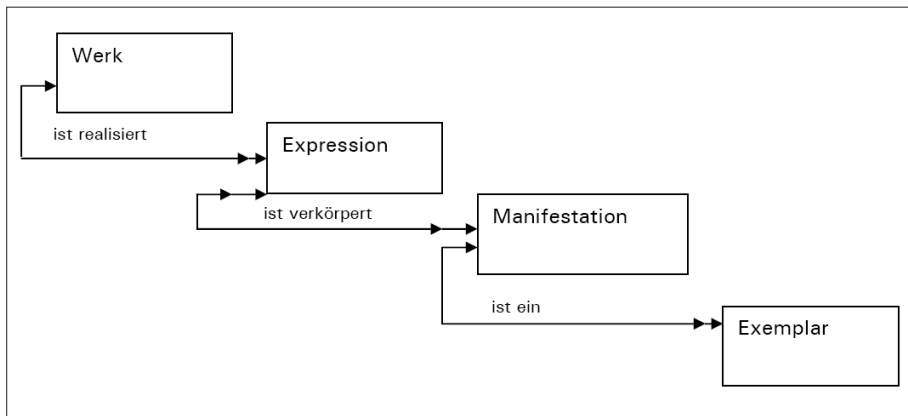 Werk
ist realisiert
Expression
ist verkörpert
Manifestation
ist ein
Exemplar